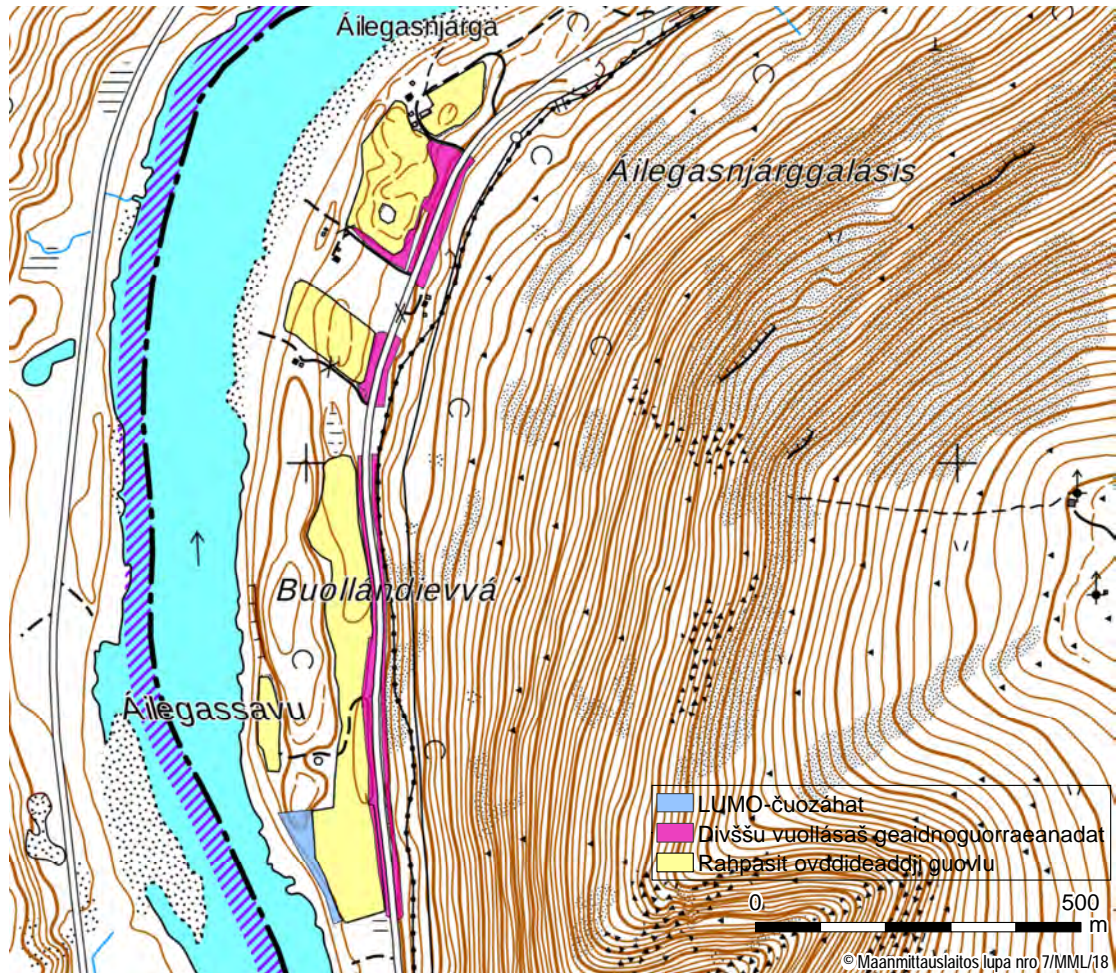 Áilegasnjárga
Ailegasnjárggalásis
Buollándievvá
Áilegassavu
LUMO-čuozáhat
Divššu vuollásaš geaidnoguorraeanadat
Rahpasit ovddideaddji guovlu
0 500
m
© Maanmittauslaitos lupa nro 7/MML/18